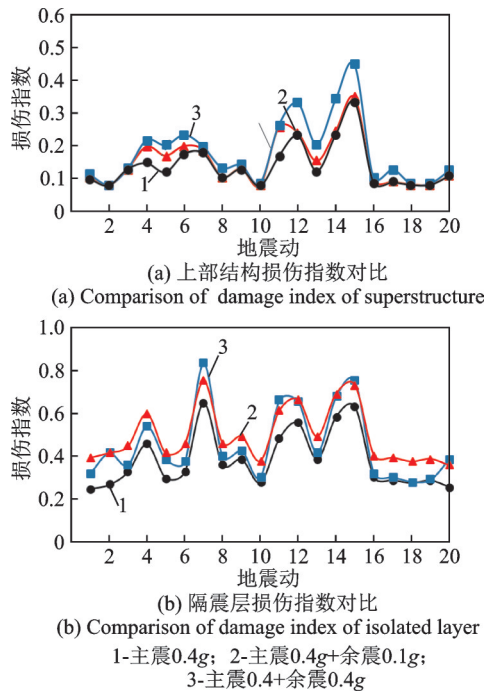 0.6
0.5
0.4
0.3
0.2
0.1
0
损伤指数
3
2
1
2 4 6 8 10 12 14 16 18 20
地震动
(a) 上部结构损伤指数对比
(a) Comparison of damage index of superstructure
1.0
0.8
0.6
0.4
0.2
0
损伤指数
3
2
1
2 4 6 8 10 12 14 16 18 20
地震动
(b) 隔震层损伤指数对比
(b) Comparison of damage index of isolated layer
1-主震0.4g；2-主震0.4g+余震0.1g；
3-主震0.4+余震0.4g